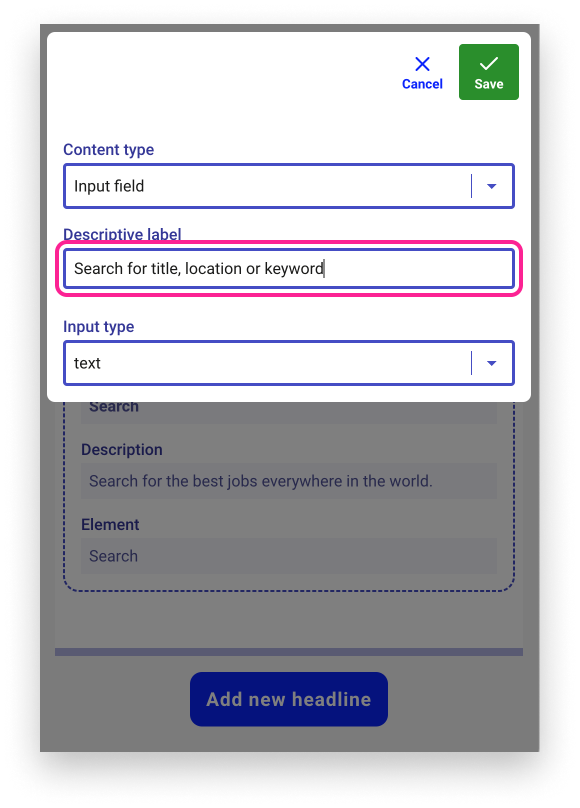 Cancel
Save
Content type
Input field
Descriptive label
Search for title, location or keyword
Input type
text
Search
Description
Search for the best jobs everywhere in the world.
Element
Search
Add new headline